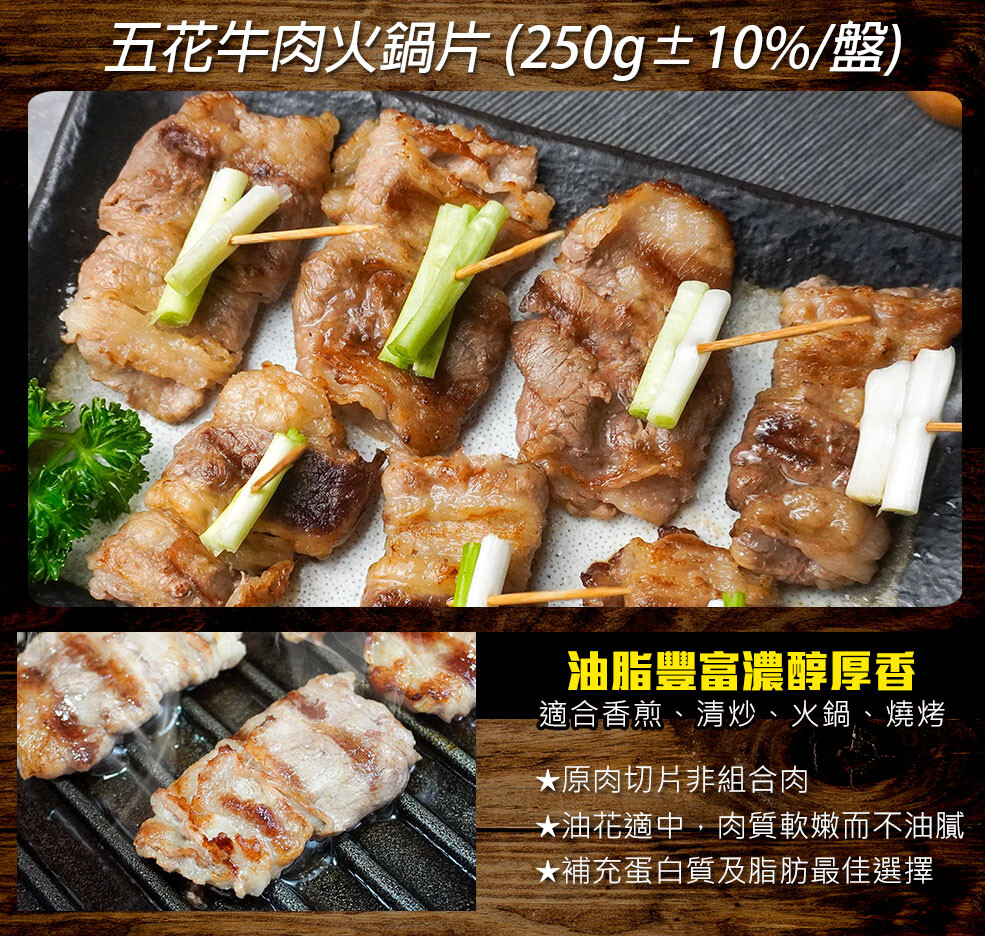 五花牛肉火鍋片 (250g±10%/盤)
油脂豐富濃醇厚香
適合香煎、清炒、火鍋、燒烤
★原肉切片非組合肉
★油花適中，肉質軟嫩而不油膩
★補充蛋白質及脂肪最佳選擇